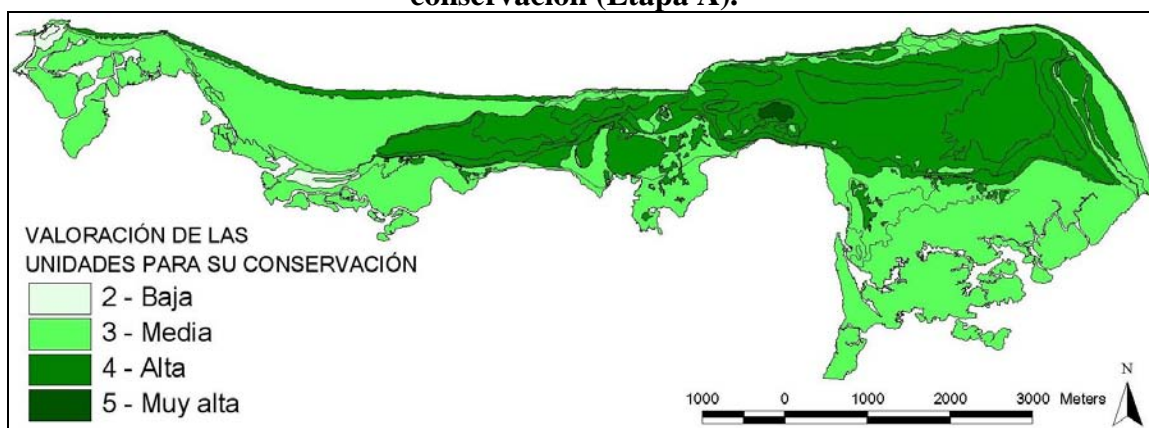 conservación (Etapa A).
VALORACIÓN DE LAS
UNIDADES PARA SU CONSERVACIÓN
2 - Baja
3 - Media
4 - Alta
5 - Muy alta
1000 0 1000 2000 3000 Meters
N